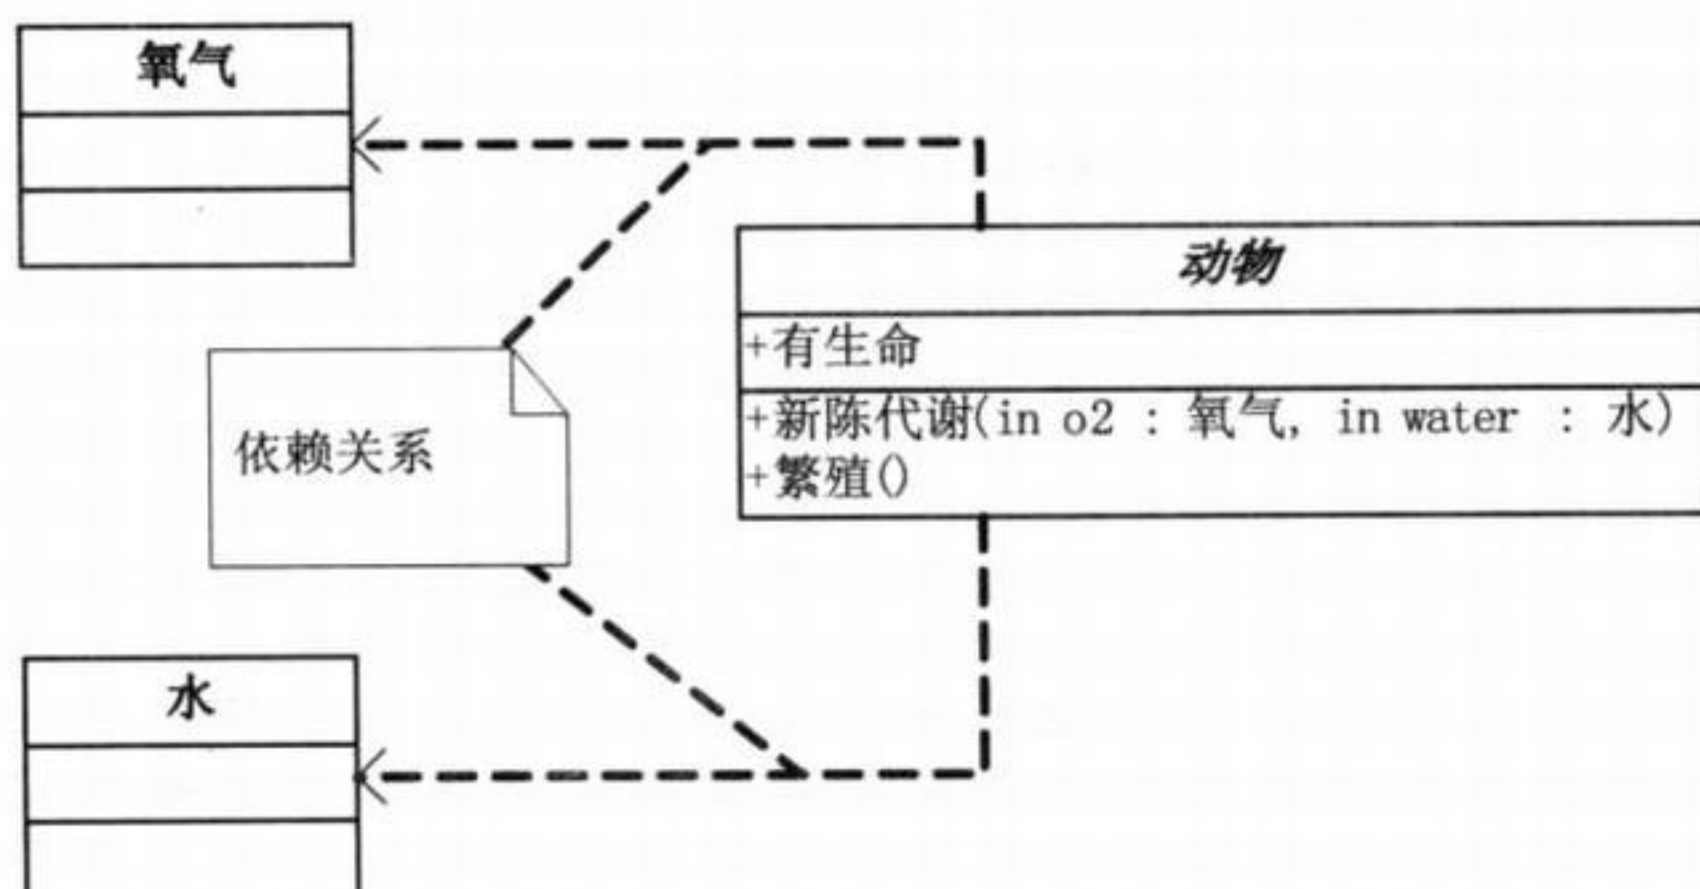 氧气
动物
+有生命
+新陈代谢(in o2 : 氧气, in water : 水)
+繁殖()
依赖关系
水